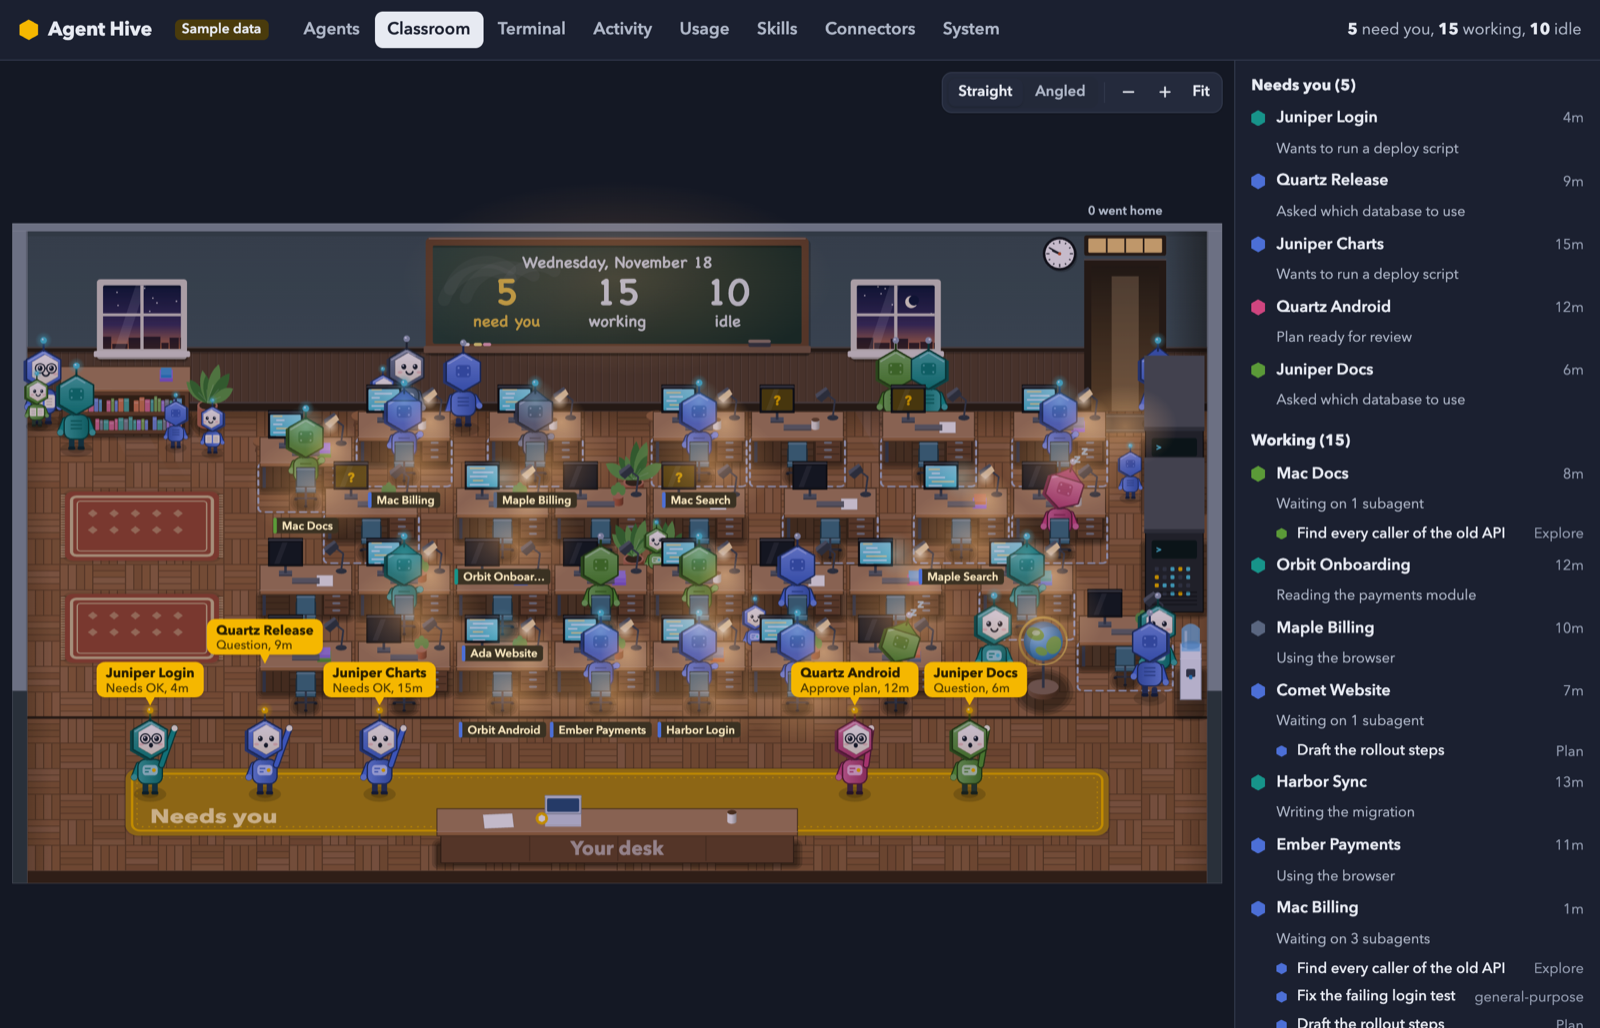 Agent Hive
Sample data
Agents
Classroom
Terminal
Activity
Usage
Skills
Connectors
System
5 need you, 15 working, 10 idle
Straight
Angled
Fit
0 went home
Wednesday, November 18
5
15
10
need you
working
idle
?
?
?
?
Mac Billing
Maple Billing
Mac Search
Mac Docs
Orbit Onboar...
Maple Search
Ada Website
Quartz Release
Question, 9m
Juniper Login
Needs OK, 4m
Juniper Charts
Needs OK, 15m
Quartz Android
Approve plan, 12m
Juniper Docs
Question, 6m
Orbit Android
Ember Payments
Harbor Login
Needs you
Your desk
Needs you (5)
Juniper Login 4m
Wants to run a deploy script
Quartz Release 9m
Asked which database to use
Juniper Charts 15m
Wants to run a deploy script
Quartz Android 12m
Plan ready for review
Juniper Docs 6m
Asked which database to use
Working (15)
Mac Docs 8m
Waiting on 1 subagent
Find every caller of the old API Explore
Orbit Onboarding 12m
Reading the payments module
Maple Billing 10m
Using the browser
Comet Website 7m
Waiting on 1 subagent
Draft the rollout steps Plan
Harbor Sync 13m
Writing the migration
Ember Payments 11m
Using the browser
Mac Billing 1m
Waiting on 3 subagents
Find every caller of the old API Explore
Fix the failing login test general-purpose
Draft the rollout steps Plan